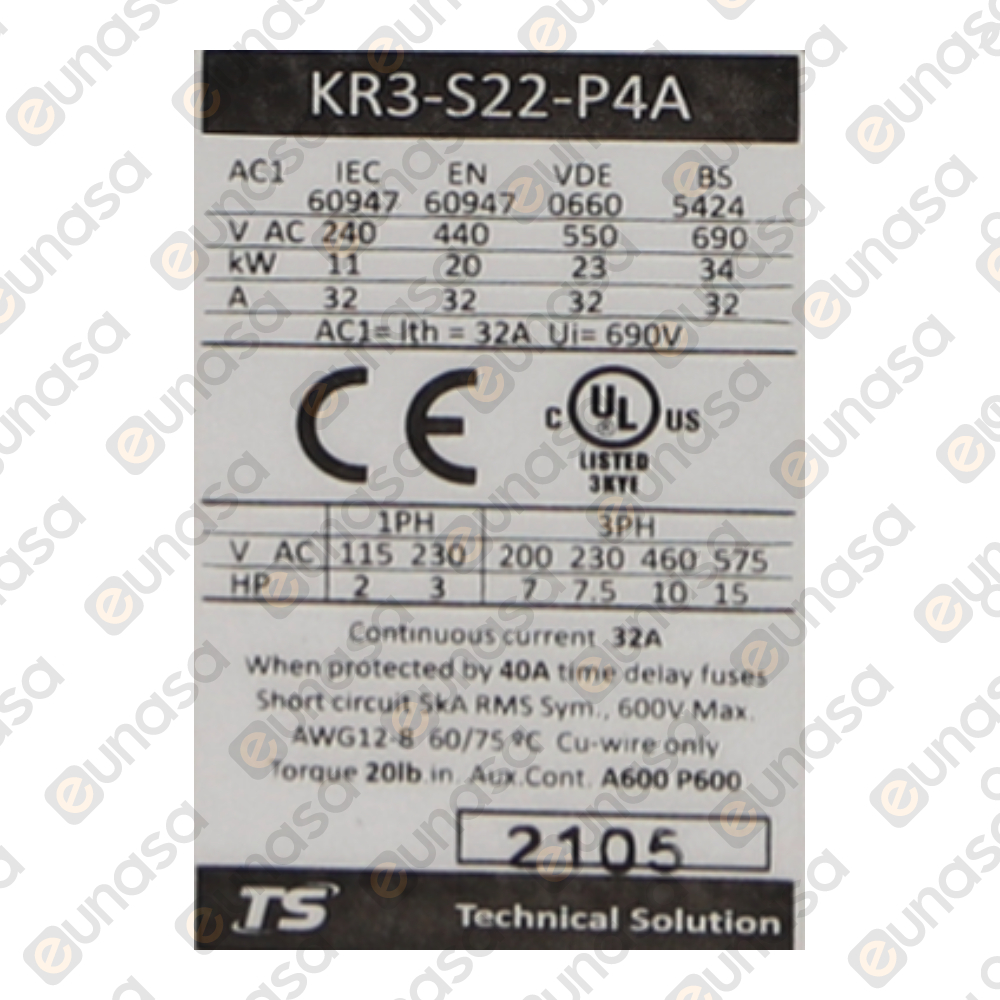 KR3-S22-P4A
AC1 IEC EN VDE BS
60947 60947 0660 5424
V AC 240 440 550 690
kW 11 20 23 34
A 32 32 32 32
AC1= Ith = 32A Ui= 690V
CE
C UL ® US
LISTED
3KYE
1PH 3PH
V AC 115 230 200 230 460 575
HP 2 3 7 7.5 10 15
Continuous current 32A
When protected by 40A time delay fuses
Short circuit 5kA RMS Sym., 600V Max.
AWG12-8 60/75 ºC Cu-wire only
Torque 20lb.in. Aux.Cont. A600 P600
2105
TS Technical Solution
eunasa